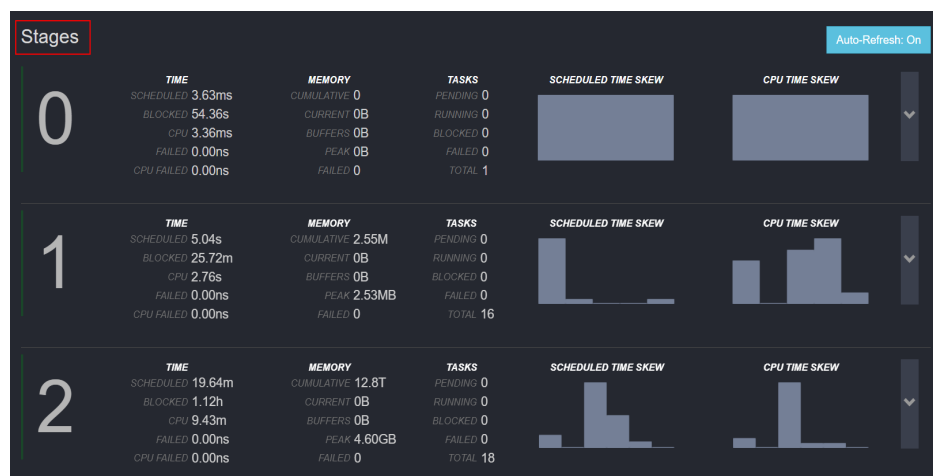 Stages
Auto-Refresh: On
0
TIME MEMORY TASKS SCHEDULED TIME SKEW CPU TIME SKEW
SCHEDULED 3.63ms CUMULATIVE 0 PENDING 0
BLOCKED 54.36s CURRENT 0B RUNNING 0
CPU 3.36ms BUFFERS 0B BLOCKED 0
FAILED 0.00ns PEAK 0B FAILED 0
CPU FAILED 0.00ns FAILED 0 TOTAL 1
1
TIME MEMORY TASKS SCHEDULED TIME SKEW CPU TIME SKEW
SCHEDULED 5.04s CUMULATIVE 2.55M PENDING 0
BLOCKED 25.72m CURRENT 0B RUNNING 0
CPU 2.76s BUFFERS 0B BLOCKED 0
FAILED 0.00ns PEAK 2.53MB FAILED 0
CPU FAILED 0.00ns FAILED 0 TOTAL 16
2
TIME MEMORY TASKS SCHEDULED TIME SKEW CPU TIME SKEW
SCHEDULED 19.64m CUMULATIVE 12.8T PENDING 0
BLOCKED 1.12h CURRENT 0B RUNNING 0
CPU 9.43m BUFFERS 0B BLOCKED 0
FAILED 0.00ns PEAK 4.60GB FAILED 0
CPU FAILED 0.00ns FAILED 0 TOTAL 18